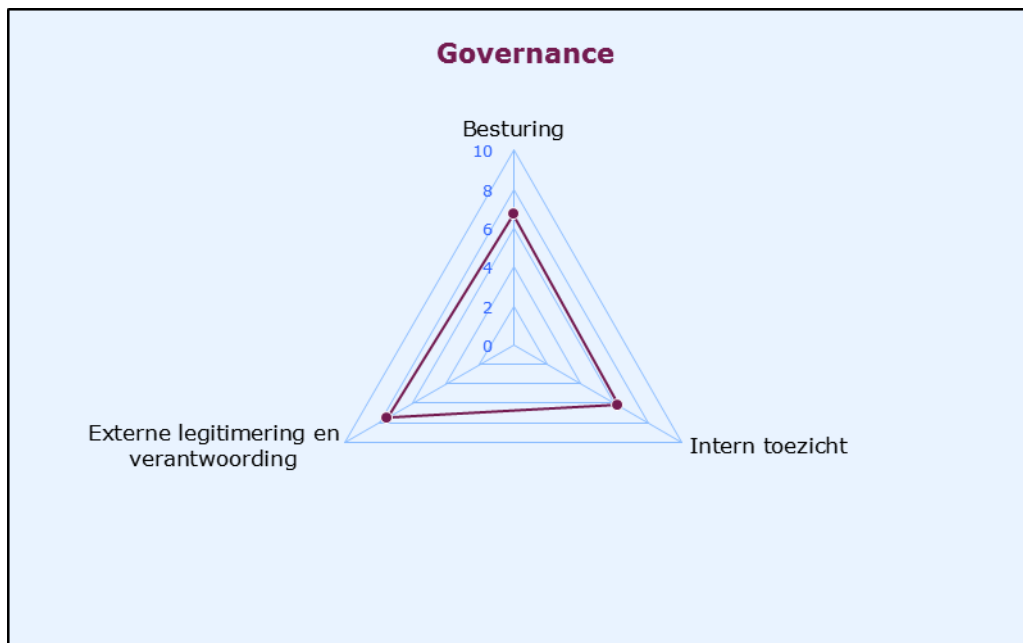 Governance
Besturing
10
8
6
4
2
0
Externe legitimering en
verantwoording
Intern toezicht